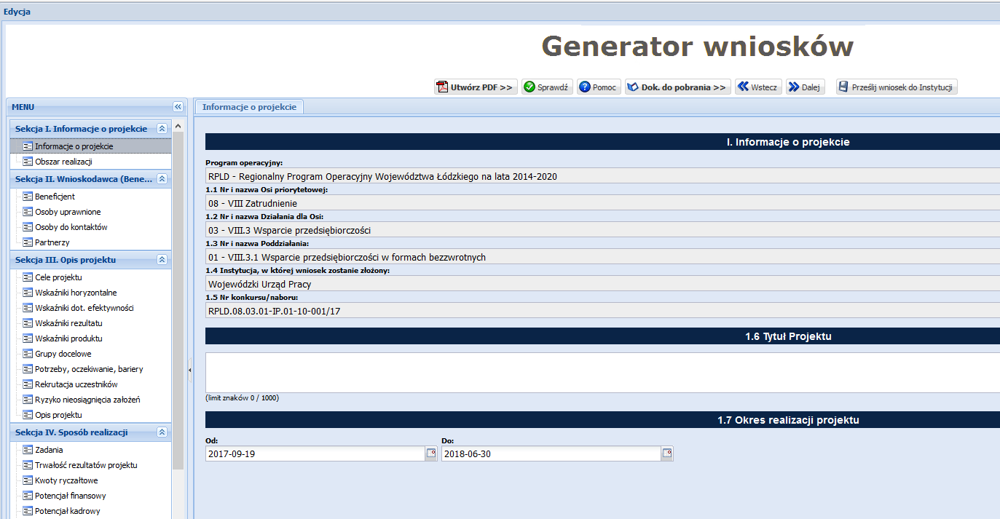 Edycja
Generator wniosków
Utwórz PDF >> Sprawdź Pomoc Dok. do pobrania >> Wstecz Dalej Prześlij wniosek do Instytucji
MENU
Sekcja I. Informacje o projekcie
Informacje o projekcie
Obszar realizacji
Sekcja II. Wnioskodawca (Bene...
Beneficjent
Osoby uprawnione
Osoby do kontaktów
Partnerzy
Sekcja III. Opis projektu
Cele projektu
Wskaźniki horyzontalne
Wskaźniki dot. efektywności
Wskaźniki rezultatu
Wskaźniki produktu
Grupy docelowe
Potrzeby, oczekiwanie, bariery
Rekrutacja uczestników
Ryzyko nieosiągnięcia założeń
Opis projektu
Sekcja IV. Sposób realizacji
Zadania
Trwałość rezultatów projektu
Kwoty ryczałtowe
Potencjał finansowy
Potencjał kadrowy
Informacje o projekcie
I. Informacje o projekcie
Program operacyjny:
RPLD - Regionalny Program Operacyjny Województwa Łódzkiego na lata 2014-2020
1.1 Nr i nazwa Osi priorytetowej:
08 - VIII Zatrudnienie
1.2 Nr i nazwa Działania dla Osi:
03 - VIII.3 Wsparcie przedsiębiorczości
1.3 Nr i nazwa Poddziałania:
01 - VIII.3.1 Wsparcie przedsiębiorczości w formach bezzwrotnych
1.4 Instytucja, w której wniosek zostanie złożony:
Wojewódzki Urząd Pracy
1.5 Nr konkursu/naboru:
RPLD.08.03.01-IP.01-10-001/17
1.6 Tytuł Projektu
(limit znaków 0 / 1000)
1.7 Okres realizacji projektu
Od: Do:
2017-09-19 2018-06-30